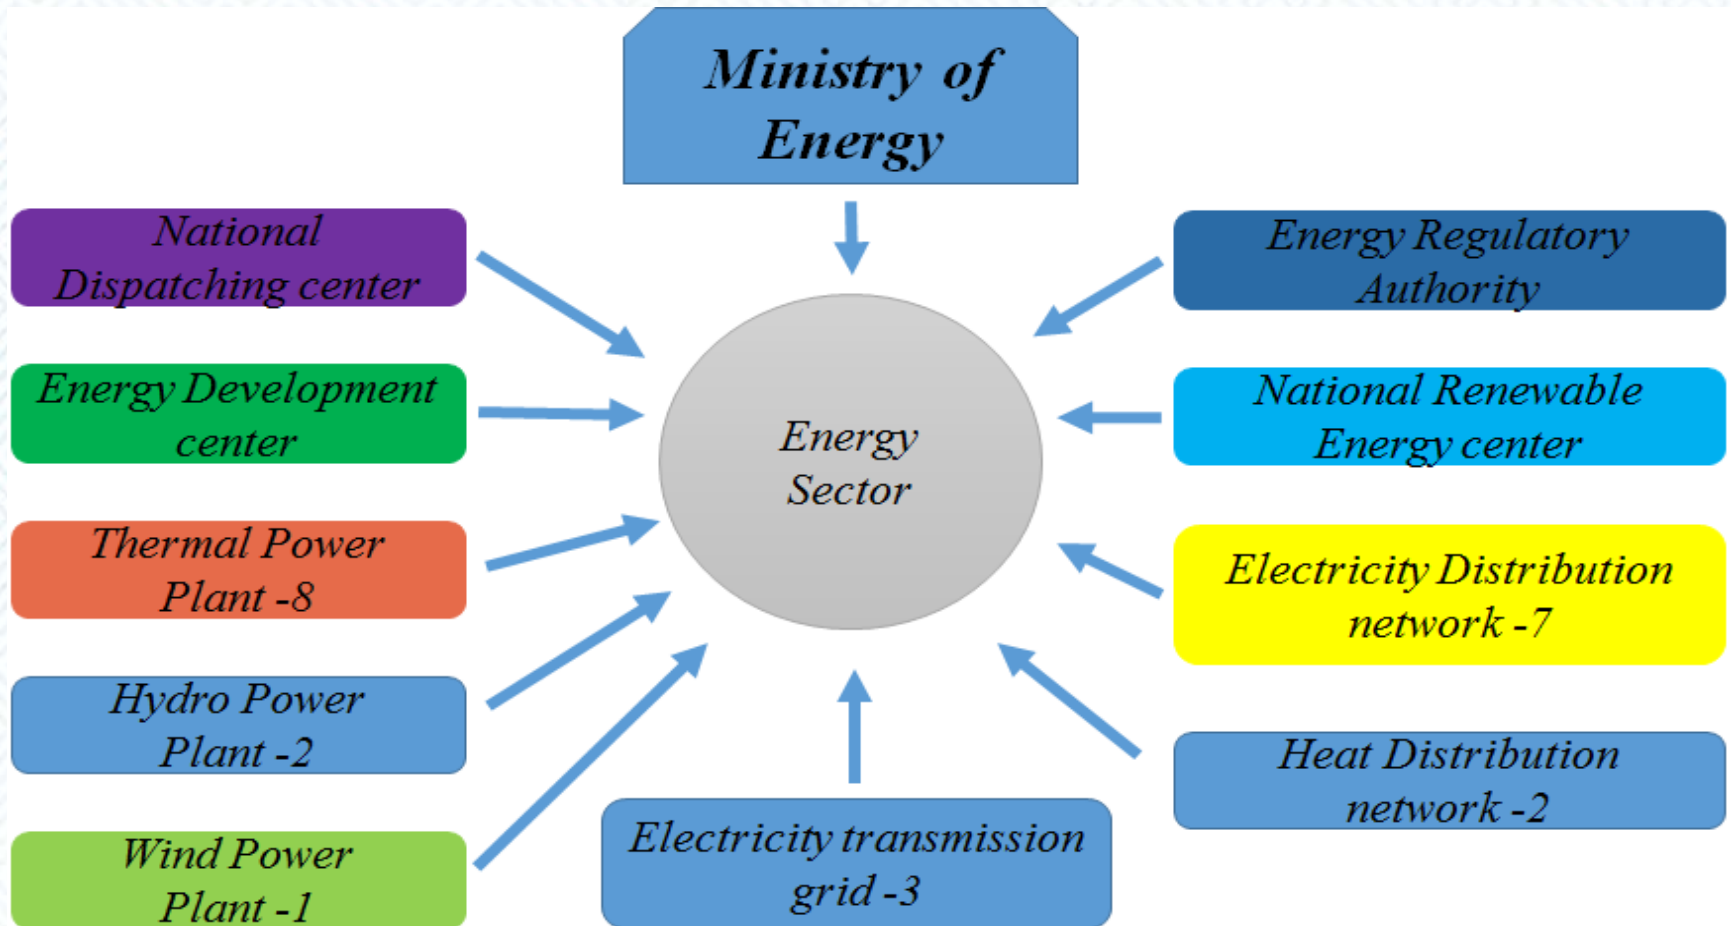 Ministry of
Energy
National
Dispatching center
Energy Development
center
Thermal Power
Plant -8
Hydro Power
Plant -2
Wind Power
Plant -1
Energy
Sector
Electricity transmission
grid -3
Energy Regulatory
Authority
National Renewable
Energy center
Electricity Distribution
network -7
Heat Distribution
network -2